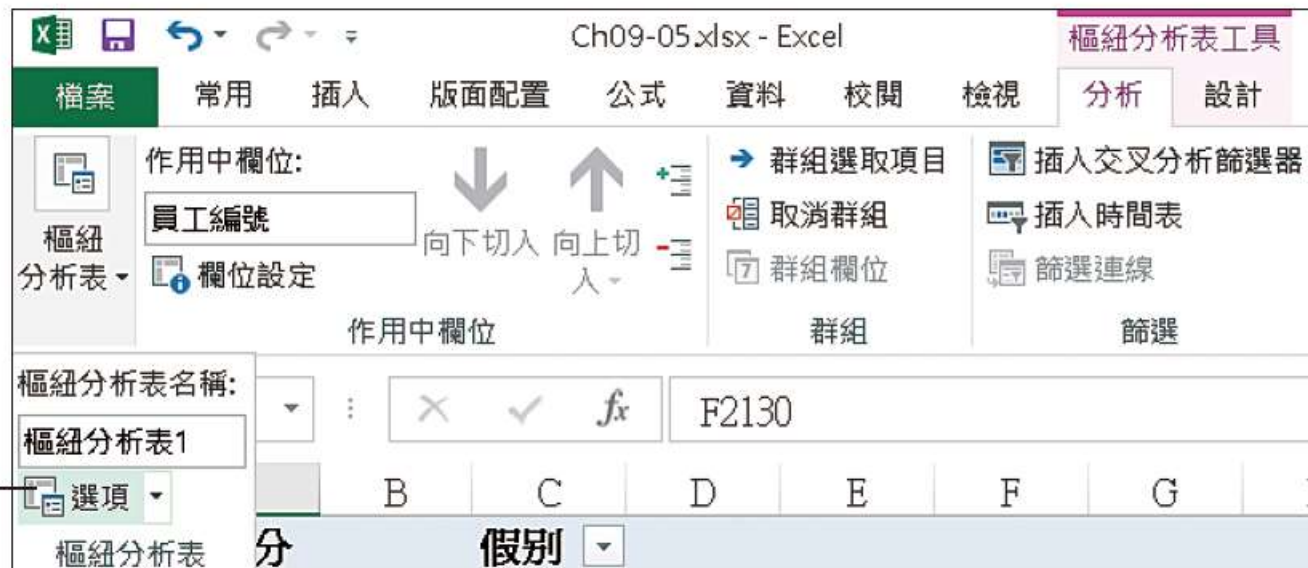 Ch09-05.xlsx - Excel
樞紐分析表工具
檔案 常用 插入 版面配置 公式 資料 校閱 檢視 分析 設計
樞紐
分析表
作用中欄位:
員工編號
欄位設定
向下切入
向上切
入
作用中欄位
群組選取項目
取消群組
7 群組欄位
群組
插入交叉分析篩選器
插入時間表
篩選連線
篩選
樞紐分析表名稱:
樞紐分析表1
選項
樞紐分析表
fx F2130
B C D E F G
分 假別